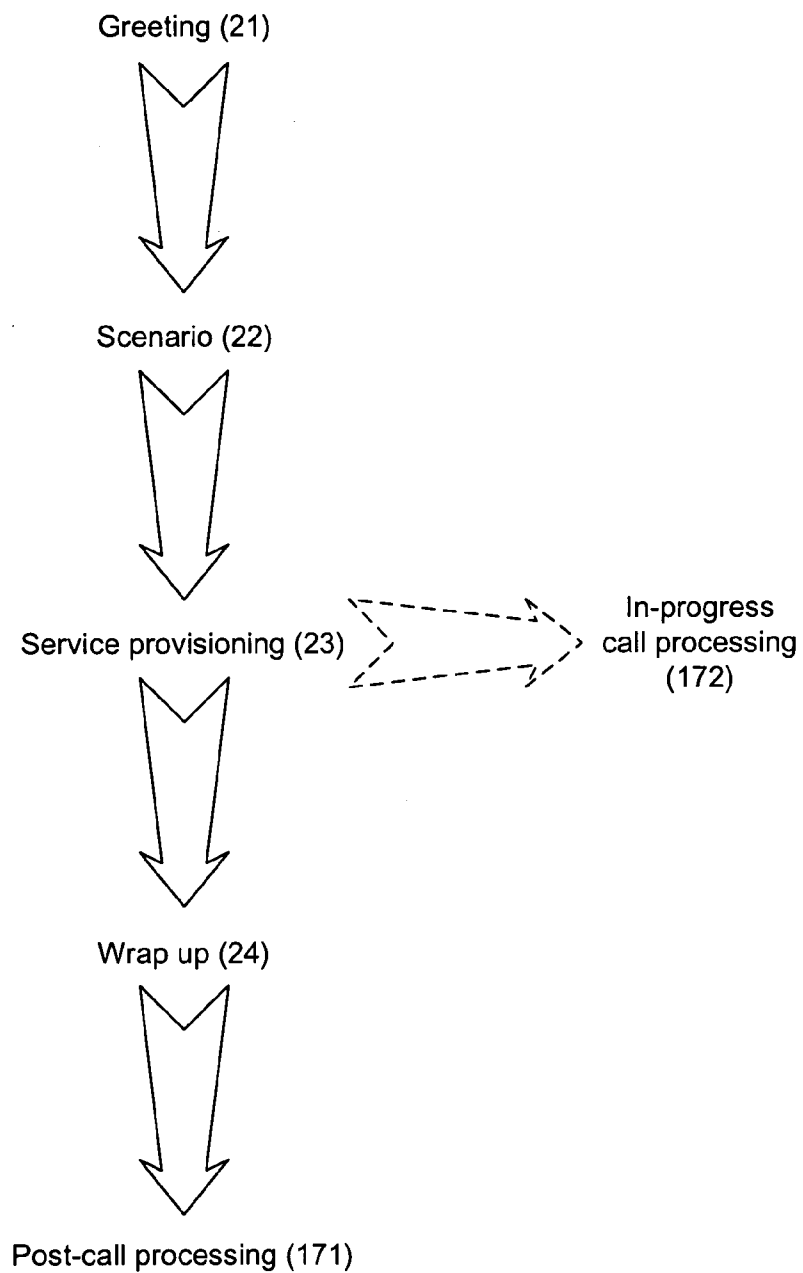 Greeting (21)
Scenario (22)
Service provisioning (23)
In-progress
call processing
(172)
Wrap up (24)
Post-call processing (171)